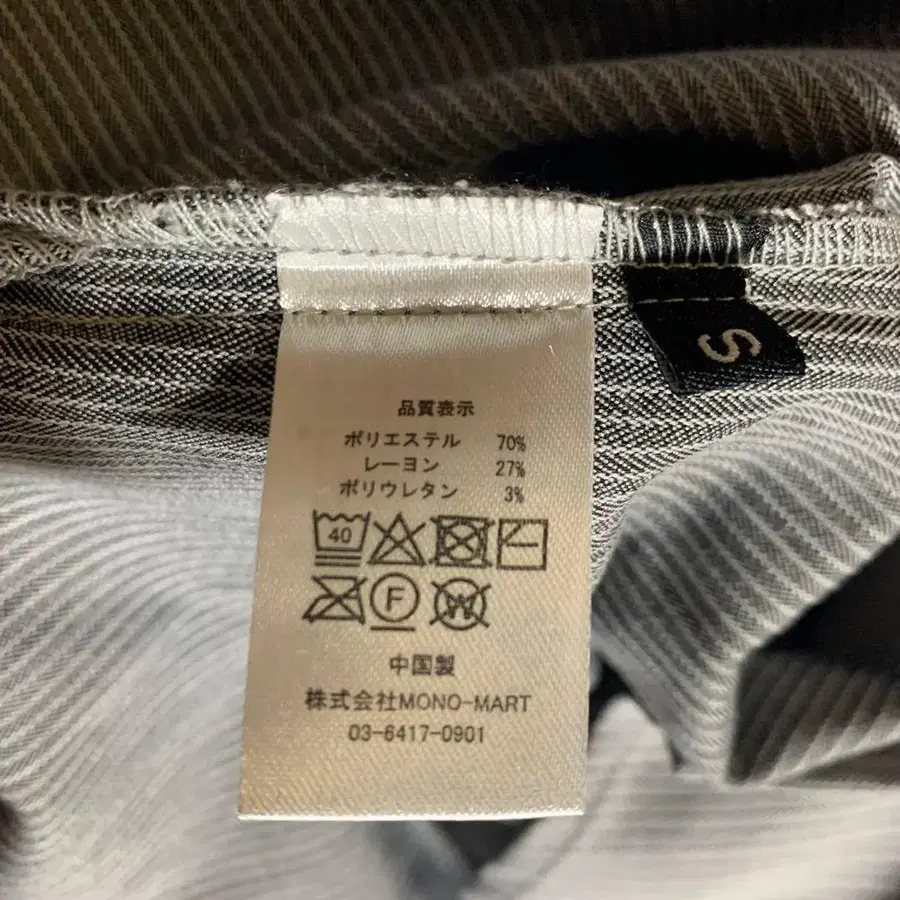 品質表示
ポリエステル 70%
レーヨン 27%
ポリウレタン 3%
40
F W
中国製
株式会社MONO-MART
03-6417-0901
S